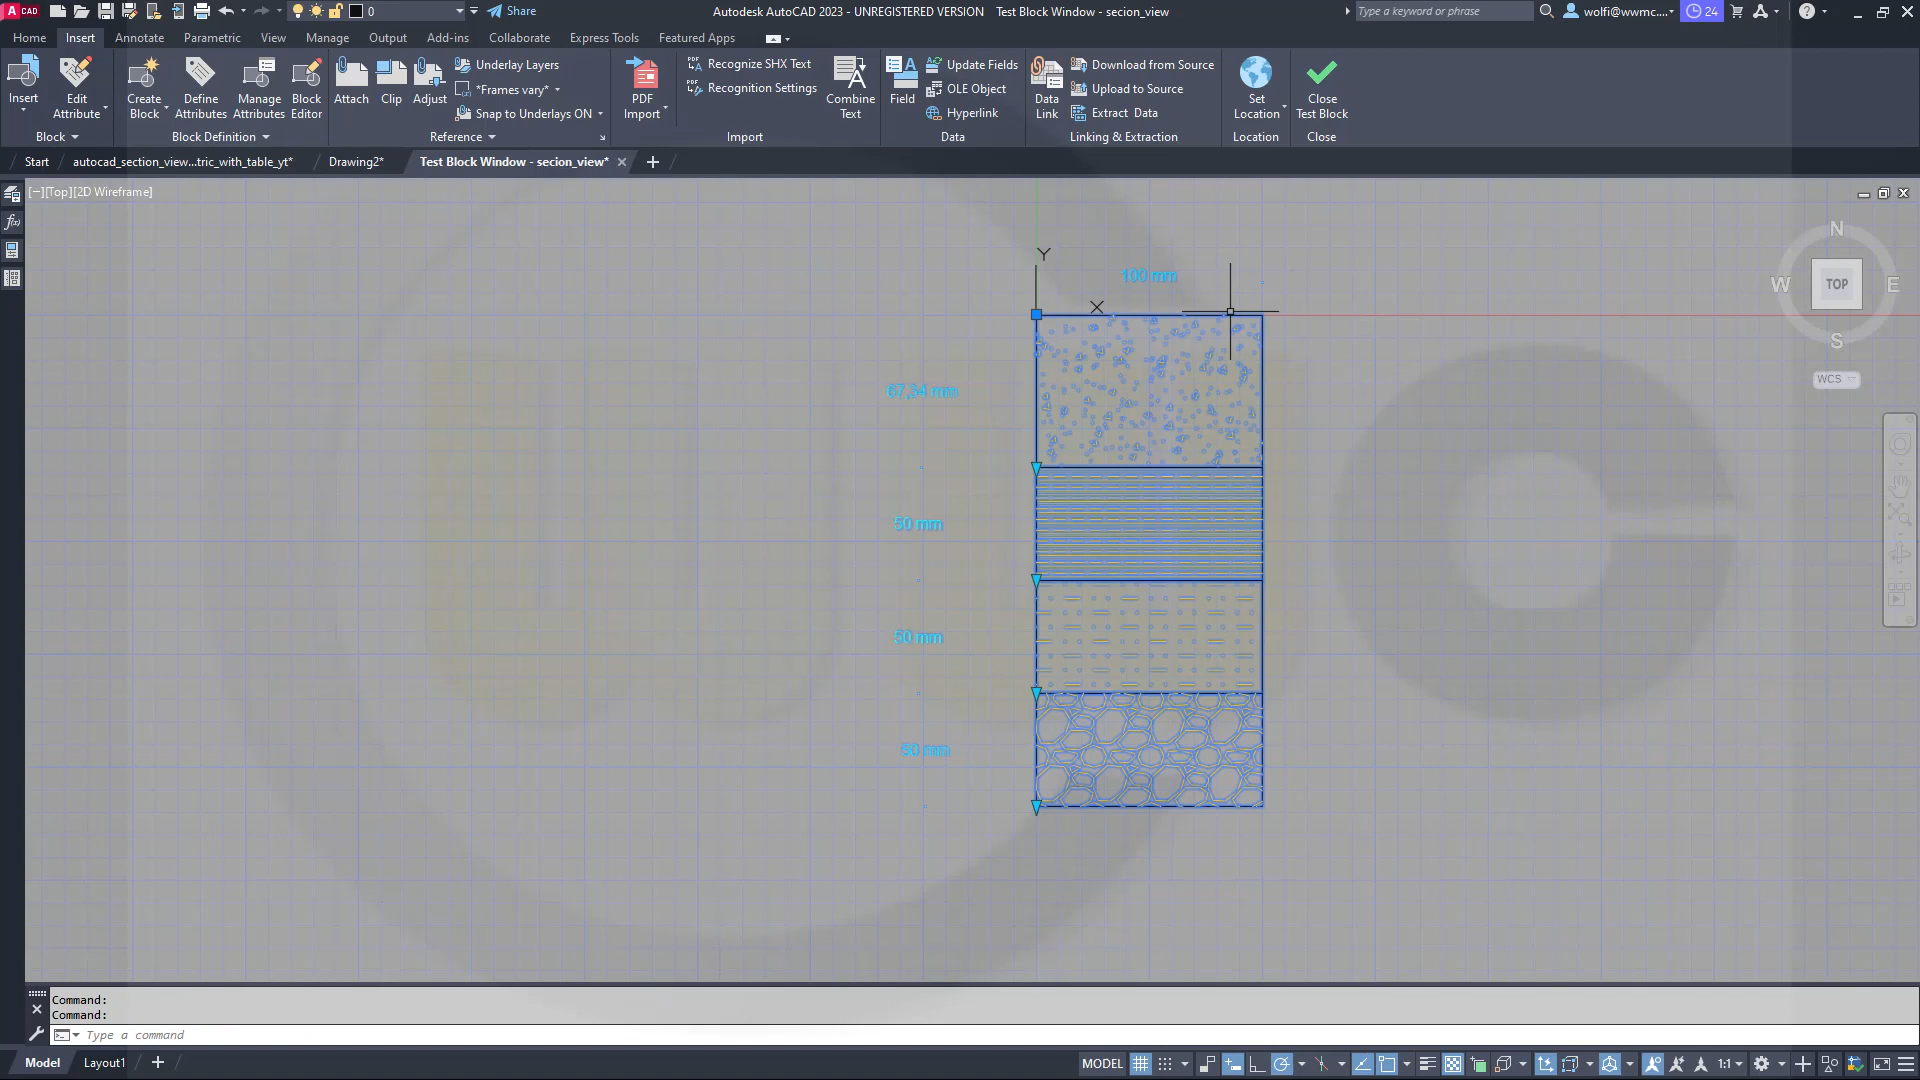 A CAD
0
Share
Autodesk AutoCAD 2023 - UNREGISTERED VERSION Test Block Window - secion_view
Type a keyword or phrase
wolfi@wwmc....
24
Home Insert Annotate Parametric View Manage Output Add-ins Collaborate Express Tools Featured Apps
Insert
Edit Attribute
Block
Create Block
Define Attributes
Manage Attributes
Block Editor
Block Definition
Attach
Clip
Adjust
Underlay Layers
*Frames vary*
Snap to Underlays ON
Reference
PDF Import
Recognize SHX Text
Recognition Settings
Combine Text
Import
Field
Update Fields
OLE Object
Hyperlink
Data
Data Link
Download from Source
Upload to Source
Extract Data
Linking & Extraction
Set Location
Location
Close Test Block
Close
Start
autocad_section_view...tric_with_table_yt*
Drawing2*
Test Block Window - secion_view*
[−][Top][2D Wireframe]
N
W TOP E
S
WCS
Y
100 mm
X
67,34 mm
50 mm
50 mm
50 mm
Command:
Command:
Type a command
Model Layout1
MODEL
1:1